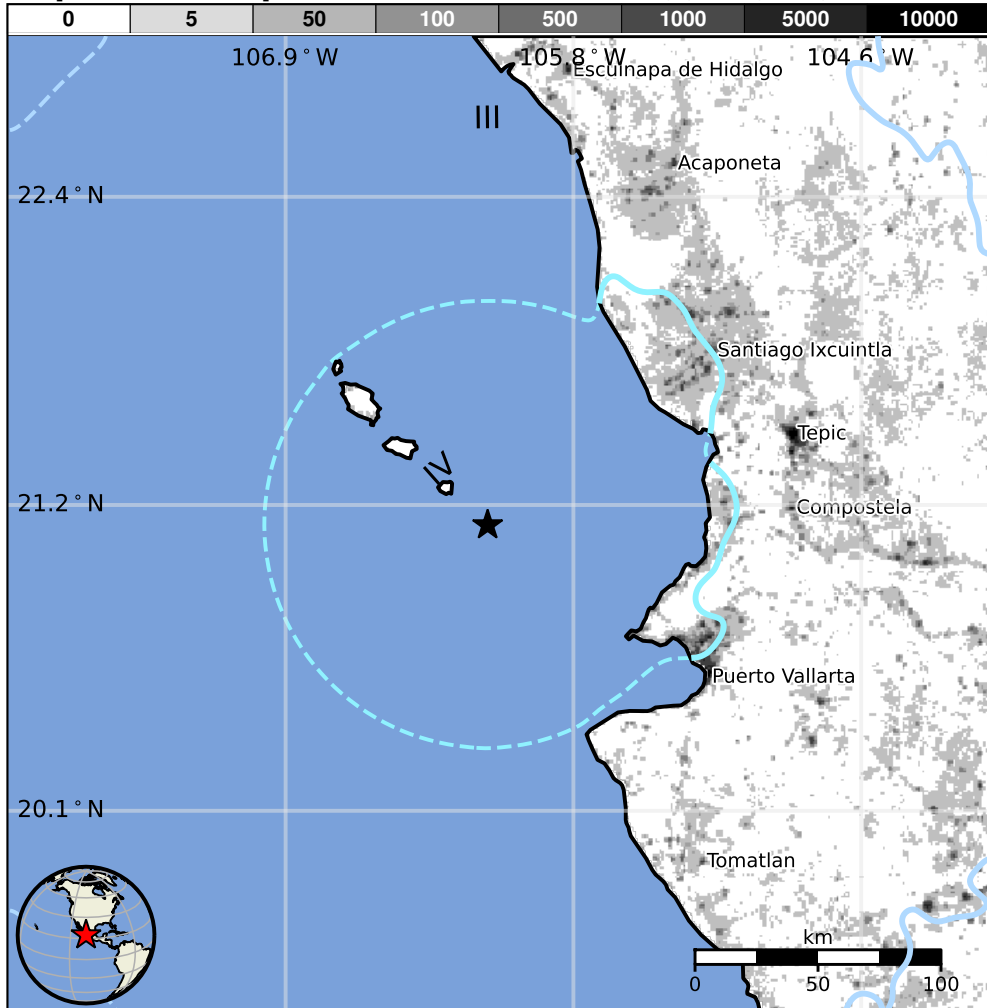 0 5 50 100 500 1000 5000 10000
106.9°W 105.8°W 104.6°W
Escuinapa de Hidalgo
III
Acaponeta
22.4°N
Santiago Ixcuintla
Tepic
IV
21.2°N
Compostela
Puerto Vallarta
20.1°N
Tomatlan
km
0 50 100